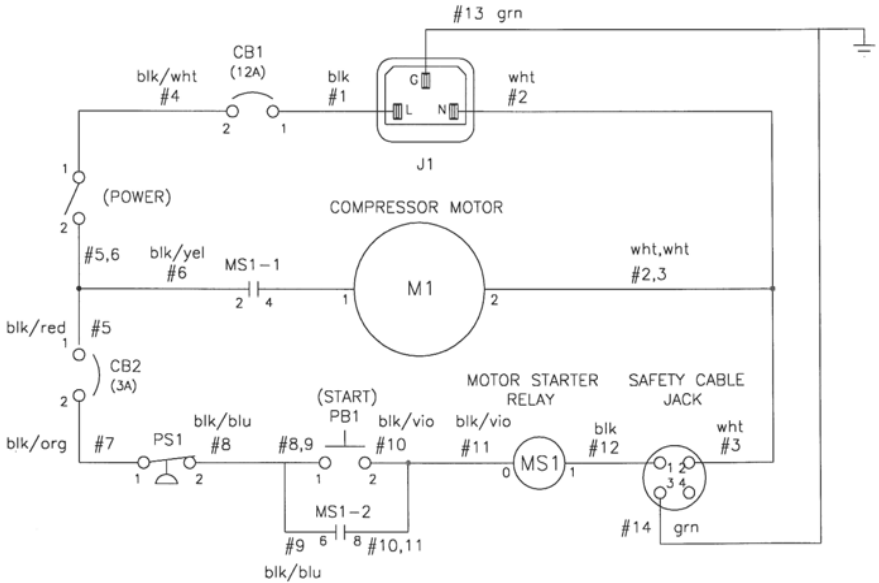 #13 grn
CB1
(12A)
blk/wht
#4
blk
#1
wht
#2
G
L
N
2
1
J1
1
(POWER)
2
COMPRESSOR MOTOR
#5,6
blk/yel
#6
MS1-1
2
4
1
M1
2
wht,wht
#2,3
blk/red
#5
1
CB2
(3A)
2
MOTOR STARTER
RELAY
SAFETY CABLE
JACK
(START)
PB1
blk/org
#7
PS1
blk/blu
#8
#8,9
blk/vio
#10
blk/vio
#11
blk
#12
wht
#3
1
2
1
2
0
MS1
1
1 2
3 4
MS1-2
#9
6
8
#10,11
blk/blu
#14
grn